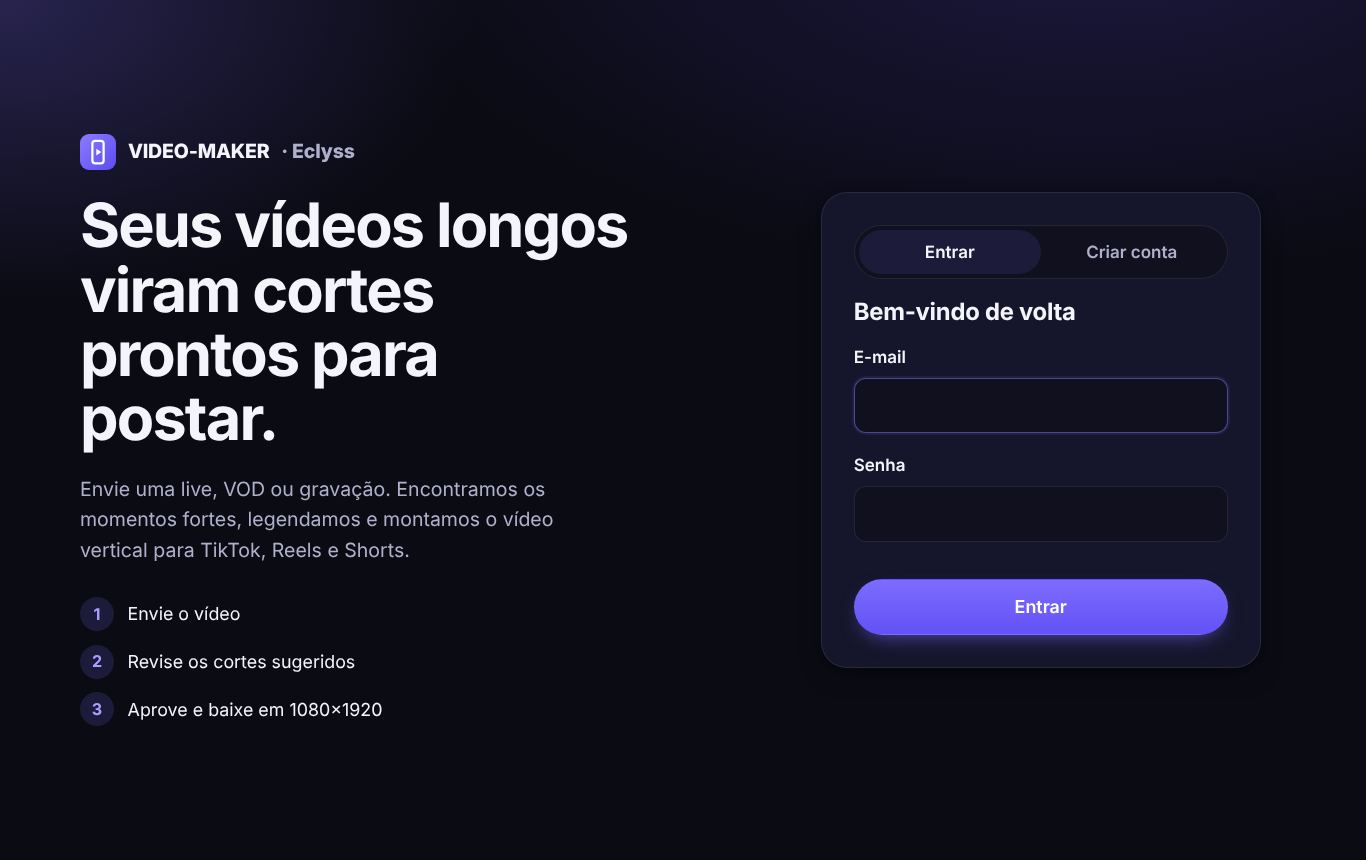 VIDEO-MAKER · Eclyss
Seus vídeos longos
viram cortes
prontos para
postar.
Envie uma live, VOD ou gravação. Encontramos os
momentos fortes, legendamos e montamos o vídeo
vertical para TikTok, Reels e Shorts.
1 Envie o vídeo
2 Revise os cortes sugeridos
3 Aprove e baixe em 1080×1920
Entrar Criar conta
Bem-vindo de volta
E-mail
Senha
Entrar